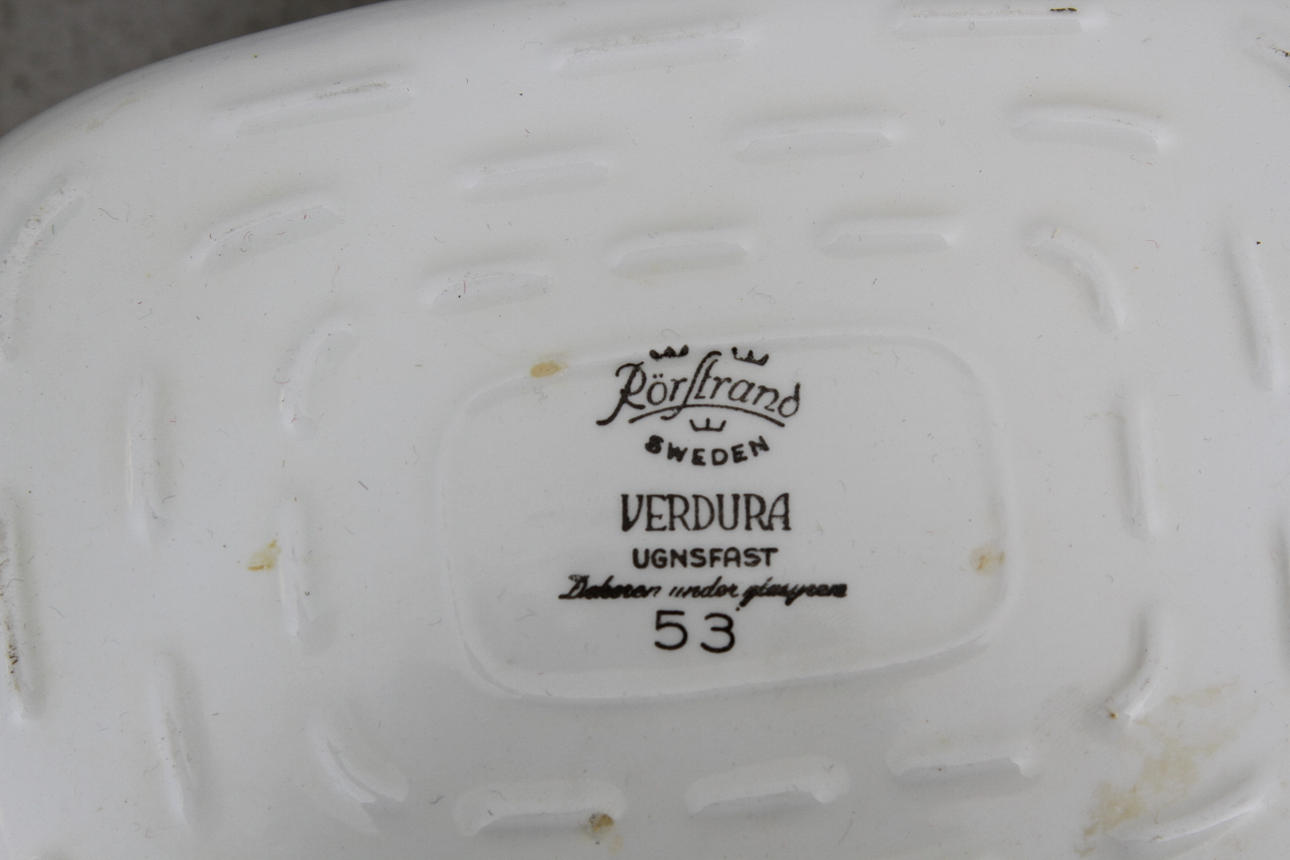 Rörstrand
SWEDEN
VERDURA
UGNSFAST
Dekoren under glasyren
53